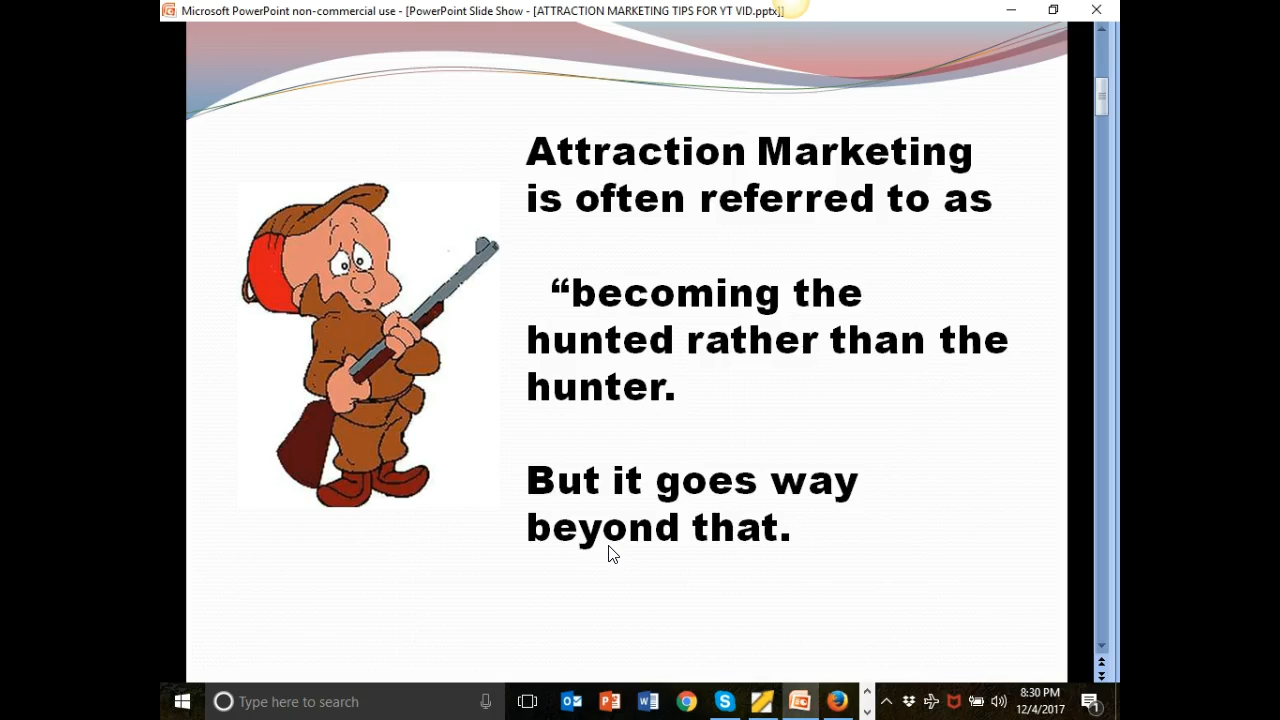 Microsoft PowerPoint non-commercial use - [PowerPoint Slide Show - [ATTRACTION MARKETING TIPS FOR YT VID.pptx]]
Attraction Marketing
is often referred to as
“becoming the
hunted rather than the
hunter.
But it goes way
beyond that.
Type here to search
8:30 PM
12/4/2017
1